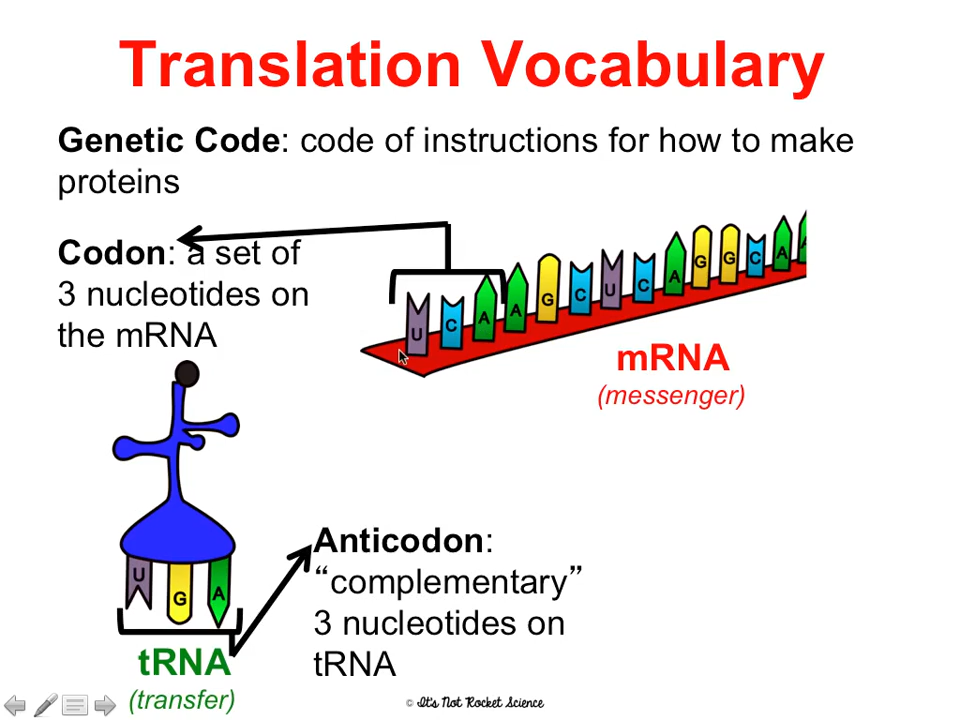 Translation Vocabulary
Genetic Code: code of instructions for how to make
proteins
Codon: a set of
3 nucleotides on
the mRNA
U C A A G C U C A G G C A A
mRNA
(messenger)
U G A
Anticodon:
“complementary”
3 nucleotides on
tRNA
tRNA
(transfer)
© It's Not Rocket Science